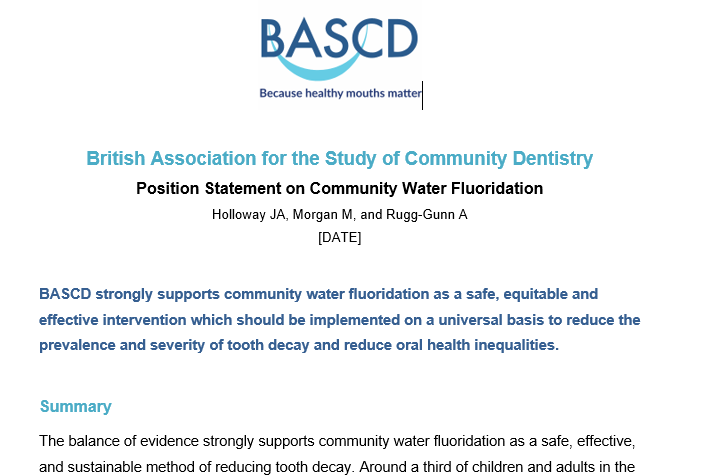 BASCD
Because healthy mouths matter
British Association for the Study of Community Dentistry
Position Statement on Community Water Fluoridation
Holloway JA, Morgan M, and Rugg-Gunn A
[DATE]
BASCD strongly supports community water fluoridation as a safe, equitable and
effective intervention which should be implemented on a universal basis to reduce the
prevalence and severity of tooth decay and reduce oral health inequalities.
Summary
The balance of evidence strongly supports community water fluoridation as a safe, effective,
and sustainable method of reducing tooth decay. Around a third of children and adults in the